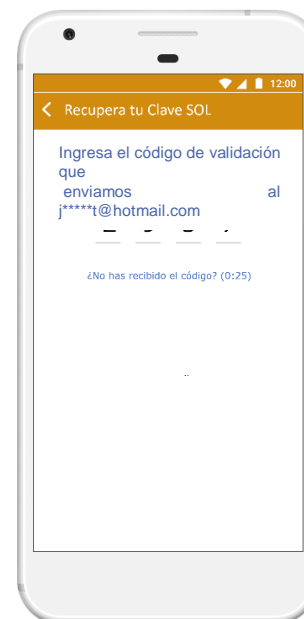 12:00
Recupera tu Clave SOL
Ingresa el código de validación
que
enviamos al
j*****t@hotmail.com
¿No has recibido el código? (0:25)